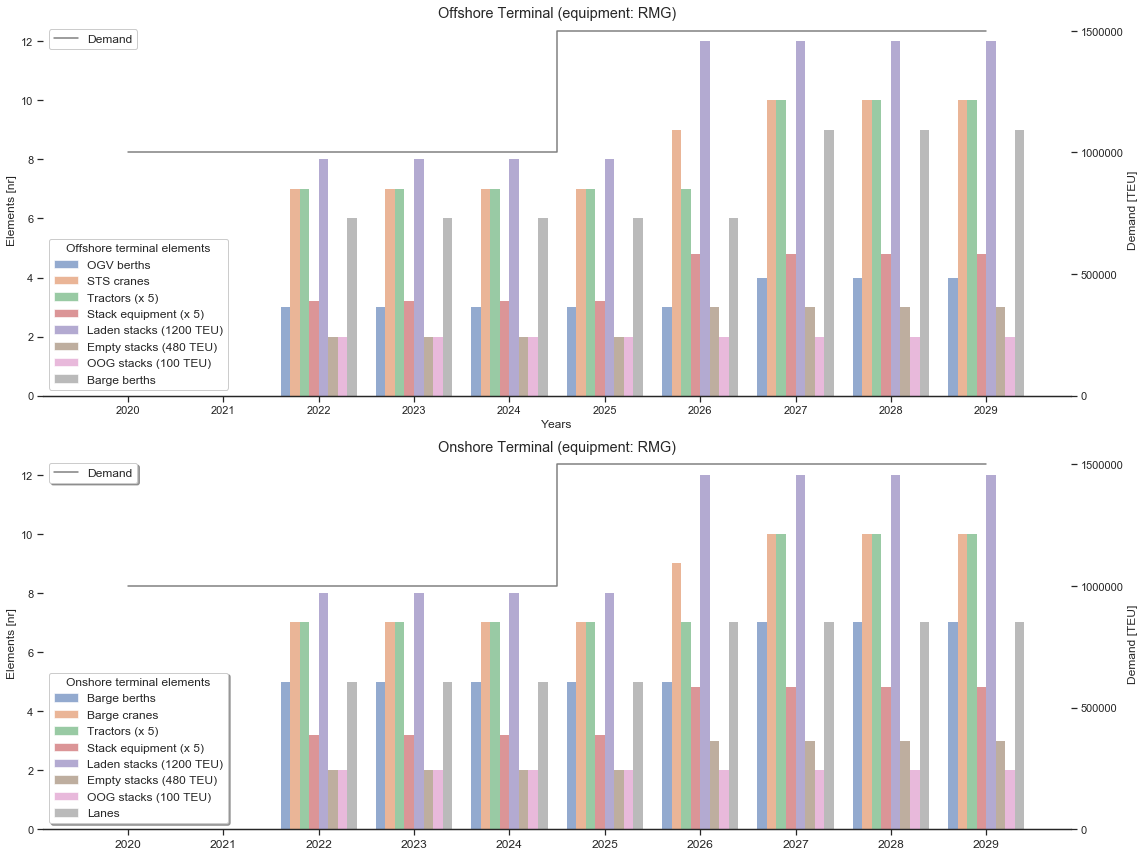 Offshore Terminal (equipment: RMG)
Demand
12
10
8
6
4
2
0
Elements [nr]
Offshore terminal elements
OGV berths
STS cranes
Tractors (x 5)
Stack equipment (x 5)
Laden stacks (1200 TEU)
Empty stacks (480 TEU)
OOG stacks (100 TEU)
Barge berths
1500000
1000000
500000
0
Demand [TEU]
2020 2021 2022 2023 2024 2025 2026 2027 2028 2029
Years
Onshore Terminal (equipment: RMG)
Demand
12
10
8
6
4
2
0
Elements [nr]
Onshore terminal elements
Barge berths
Barge cranes
Tractors (x 5)
Stack equipment (x 5)
Laden stacks (1200 TEU)
Empty stacks (480 TEU)
OOG stacks (100 TEU)
Lanes
1500000
1000000
500000
0
Demand [TEU]
2020 2021 2022 2023 2024 2025 2026 2027 2028 2029